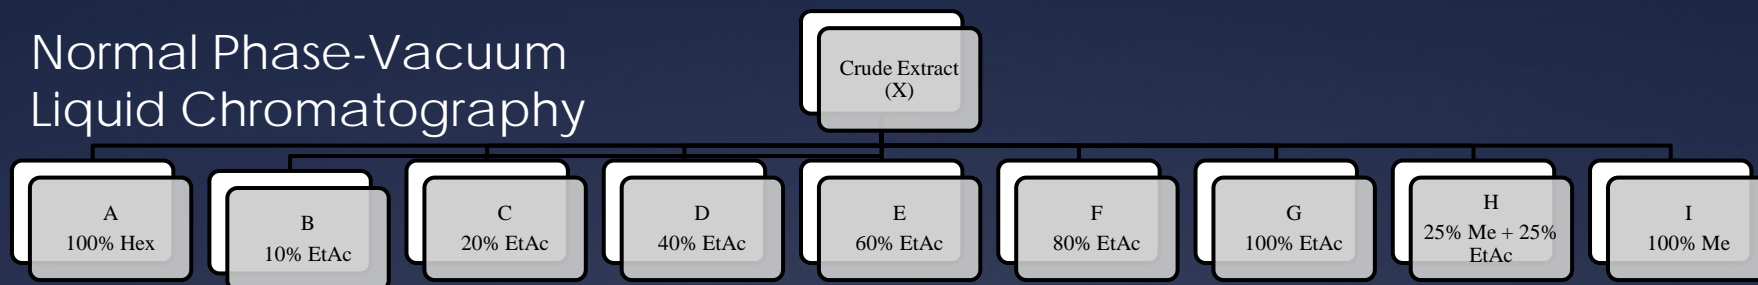 Normal Phase-Vacuum
Liquid Chromatography
Crude Extract
(X)
A
100% Hex
B
10% EtAc
C
20% EtAc
D
40% EtAc
E
60% EtAc
F
80% EtAc
G
100% EtAc
H
25% Me + 25%
EtAc
I
100% Me